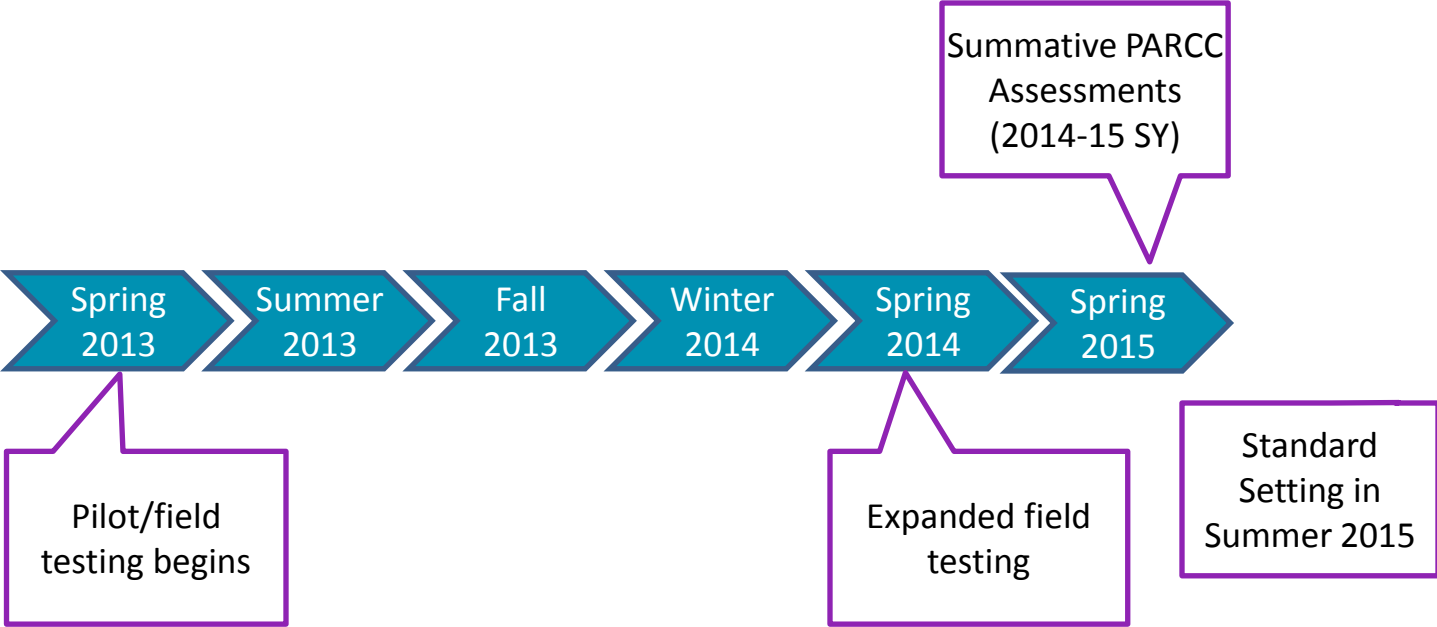 Summative PARCC
Assessments
(2014-15 SY)
Spring
2013
Summer
2013
Fall
2013
Winter
2014
Spring
2014
Spring
2015
Pilot/field
testing begins
Expanded field
testing
Standard
Setting in
Summer 2015